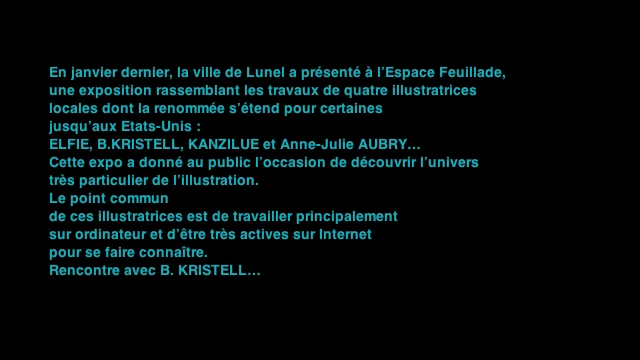 En janvier dernier, la ville de Lunel a présenté à l’Espace Feuillade,
une exposition rassemblant les travaux de quatre illustratrices
locales dont la renommée s’étend pour certaines
jusqu’aux Etats-Unis :
ELFIE, B.KRISTELL, KANZILUE et Anne-Julie AUBRY…
Cette expo a donné au public l’occasion de découvrir l’univers
très particulier de l’illustration.
Le point commun
de ces illustratrices est de travailler principalement
sur ordinateur et d’être très actives sur Internet
pour se faire connaître.
Rencontre avec B. KRISTELL…